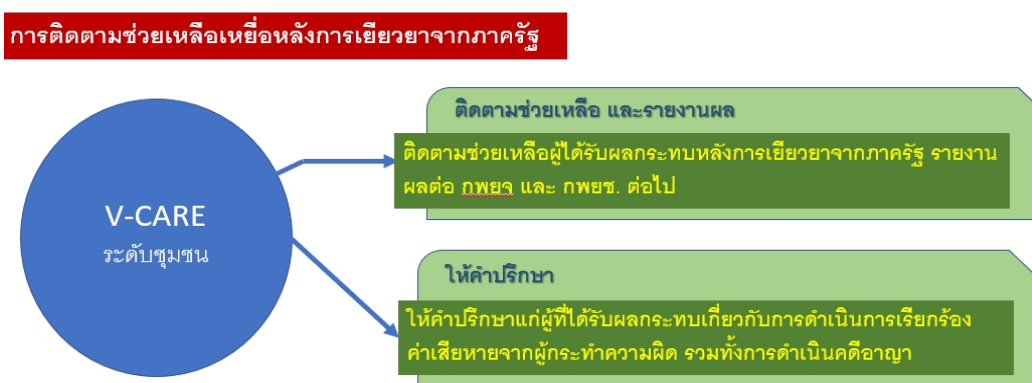 การติดตามช่วยเหลือเหยื่อหลังการเยียวยาจากภาครัฐ
V-CARE
ระดับชุมชน
ติดตามช่วยเหลือ และรายงานผล
ติดตามช่วยเหลือผู้ได้รับผลกระทบหลังการเยียวยาจากภาครัฐ รายงาน
ผลต่อ กพยจ และ กพยช. ต่อไป
ให้คำปรึกษา
ให้คำปรึกษาแก่ผู้ที่ได้รับผลกระทบเกี่ยวกับการดำเนินการเรียกร้อง
ค่าเสียหายจากผู้กระทำความผิด รวมทั้งการดำเนินคดีอาญา